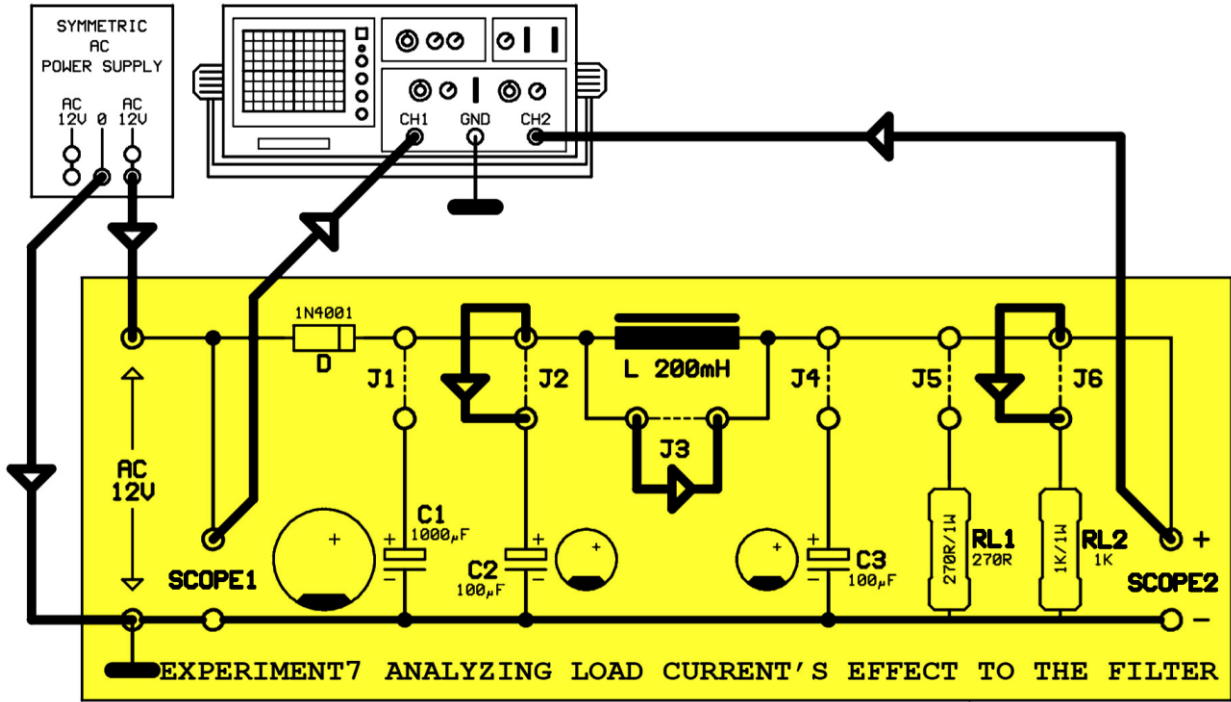 SYMMETRIC
AC
POWER SUPPLY
AC AC
12V 0 12V
CH1 GND CH2
1N4001
D
J1
J2
L 200mH
J3
J4
J5
J6
AC
12V
SCOPE1
+
+
-
C1
1000µF
+
-
C2
100µF
+
+
+
-
C3
100µF
270R/1W
RL1
270R
1K/1W
RL2
1K
+
SCOPE2
-
EXPERIMENT7 ANALYZING LOAD CURRENT'S EFFECT TO THE FILTER